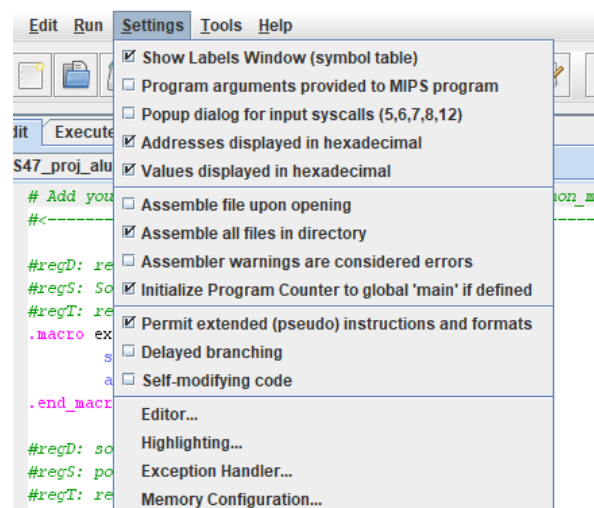 Edit Run Settings Tools Help
Show Labels Window (symbol table)
Program arguments provided to MIPS program
Popup dialog for input syscalls (5,6,7,8,12)
Addresses displayed in hexadecimal
Values displayed in hexadecimal
Assemble file upon opening
Assemble all files in directory
Assembler warnings are considered errors
Initialize Program Counter to global 'main' if defined
Permit extended (pseudo) instructions and formats
Delayed branching
Self-modifying code
Editor...
Highlighting...
Exception Handler...
Memory Configuration...
dit Execute
S47_proj_alu
# Add you on_m
#<------
#regD: re
#regS: So
#regT: re
.macro ex
s
a
.end_macr
#regD: so
#regS: po
#regT: re